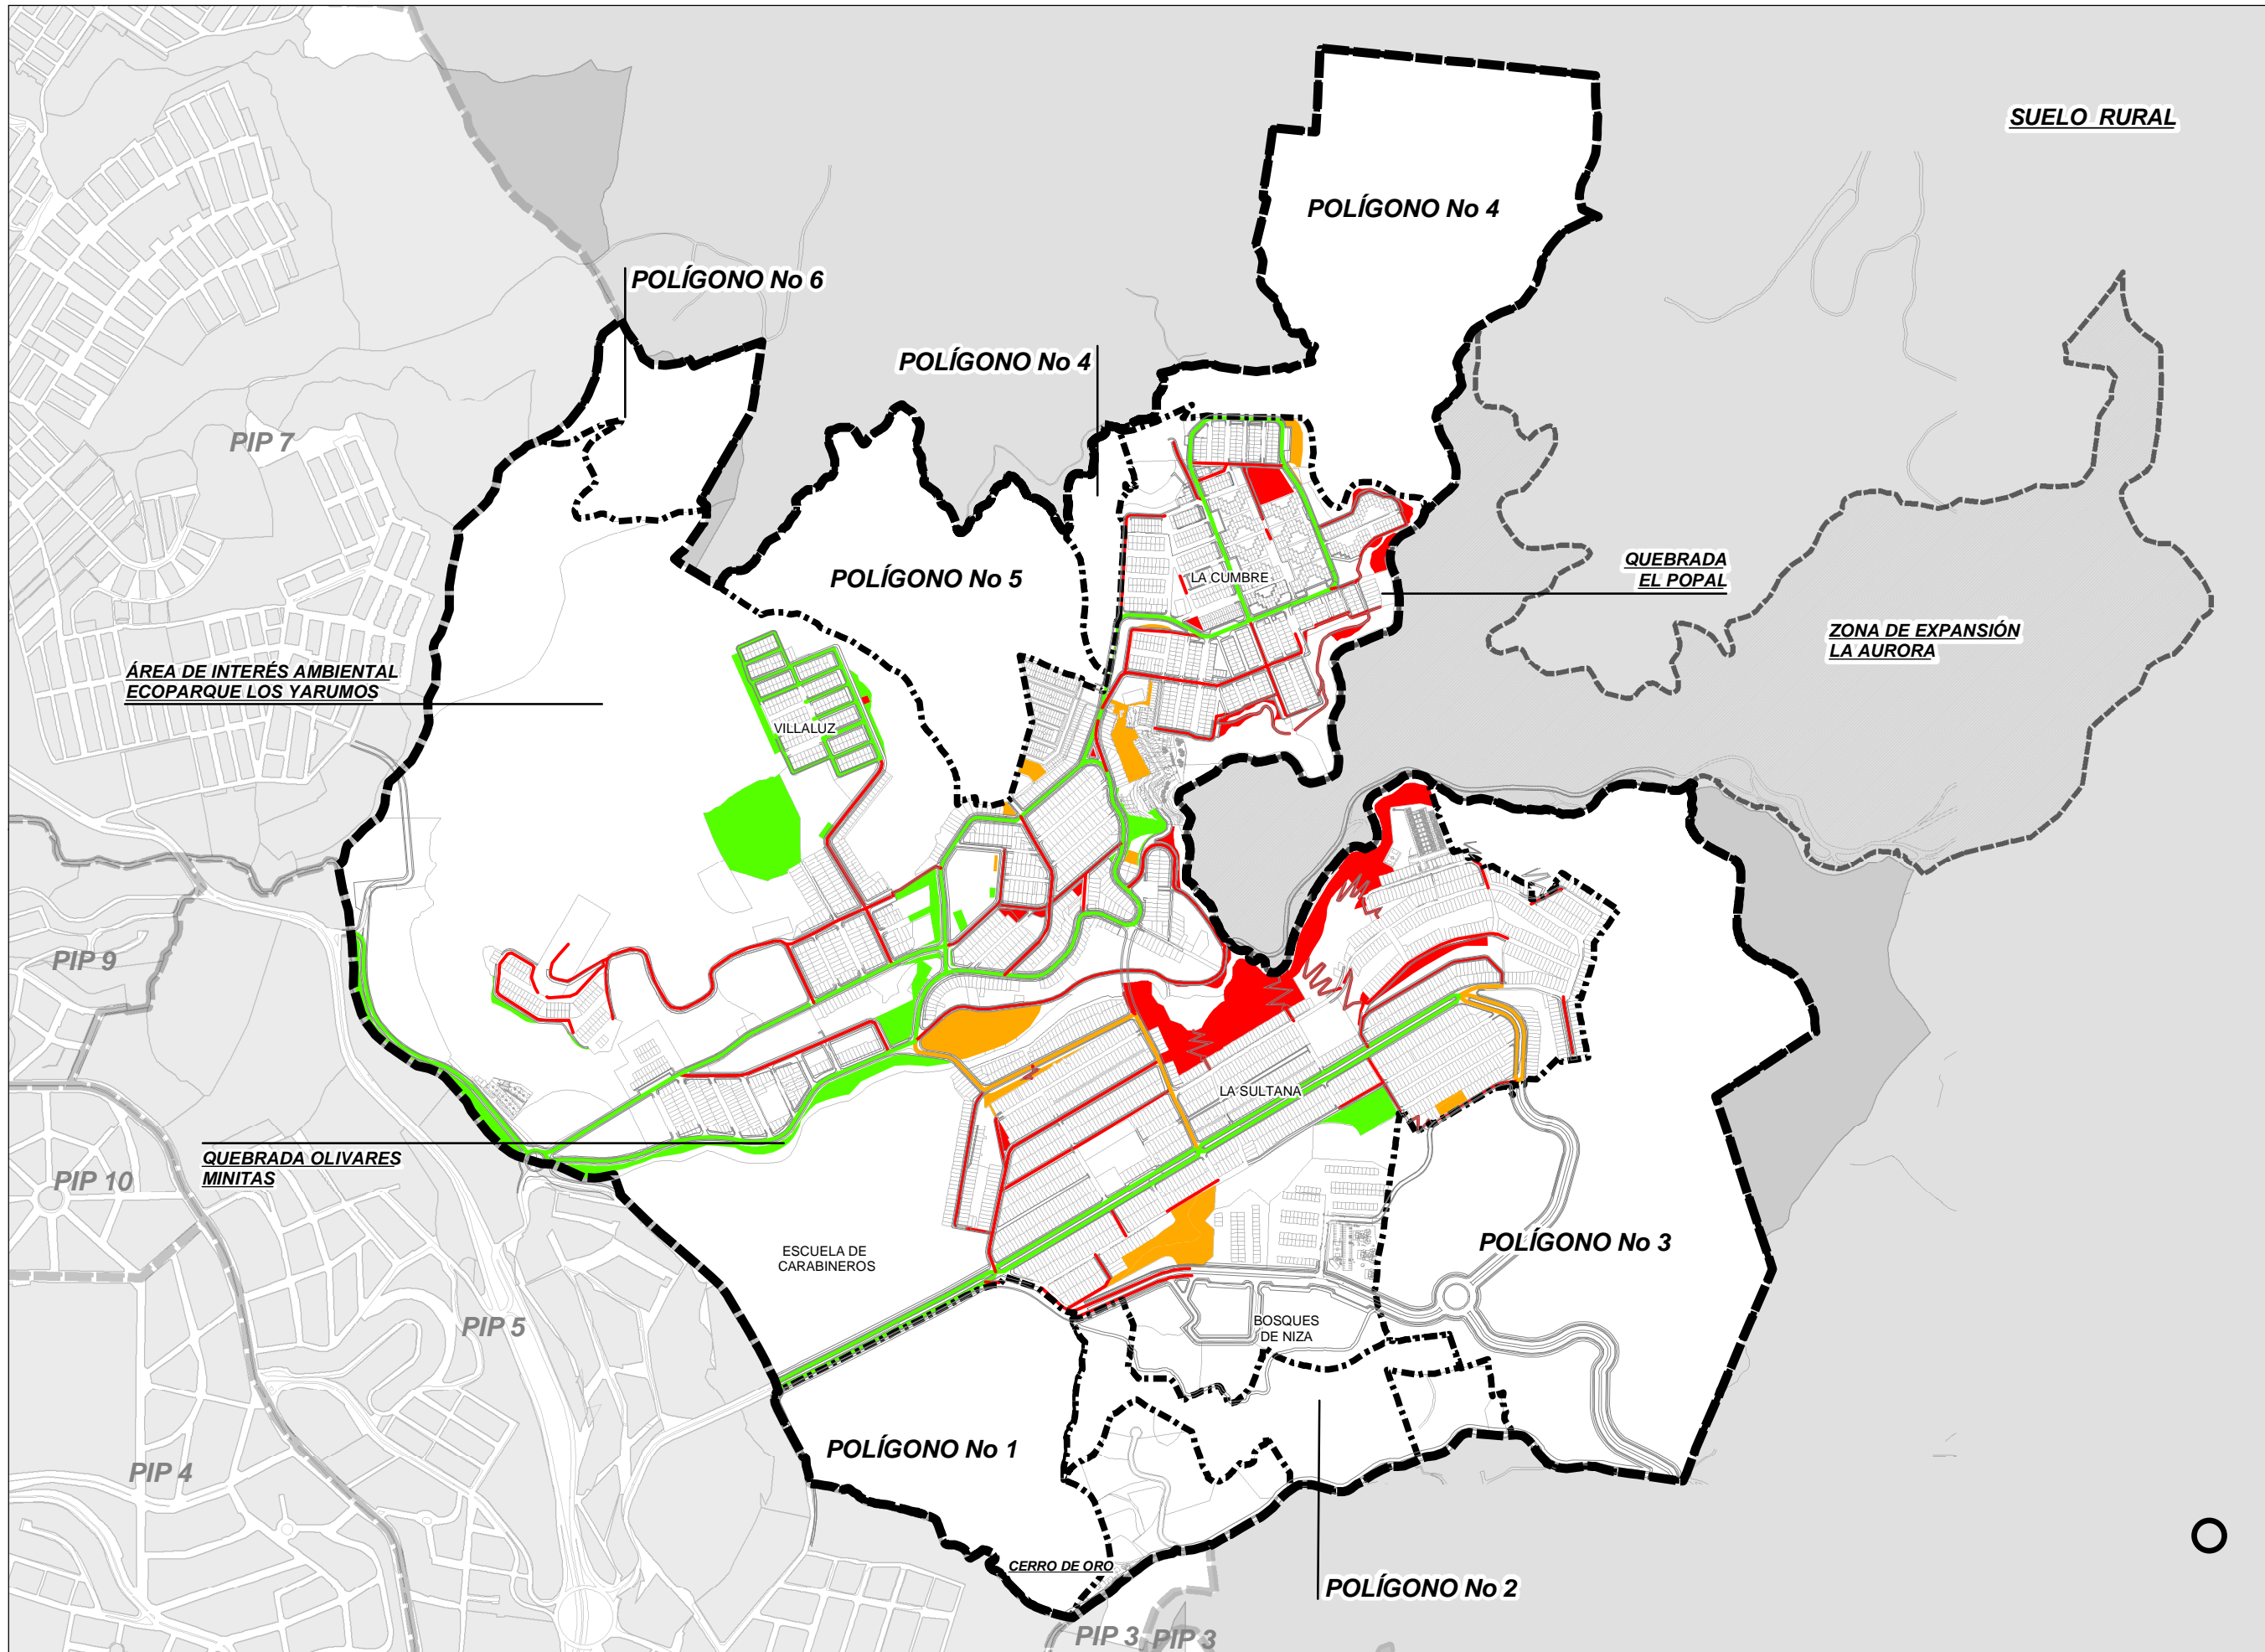 SUELO RURAL
POLÍGONO No 4
POLÍGONO No 6
POLÍGONO No 4
PIP 7
POLÍGONO No 5
LA CUMBRE
QUEBRADA
EL POPAL
ZONA DE EXPANSIÓN
LA AURORA
ÁREA DE INTERÉS AMBIENTAL
ECOPARQUE LOS YARUMOS
VILLALUZ
PIP 9
LA SULTANA
QUEBRADA OLIVARES
MINITAS
PIP 10
ESCUELA DE
CARABINEROS
POLÍGONO No 3
PIP 5
BOSQUES
DE NIZA
POLÍGONO No 1
PIP 4
CERRO DE ORO
POLÍGONO No 2
PIP 3
PIP 3